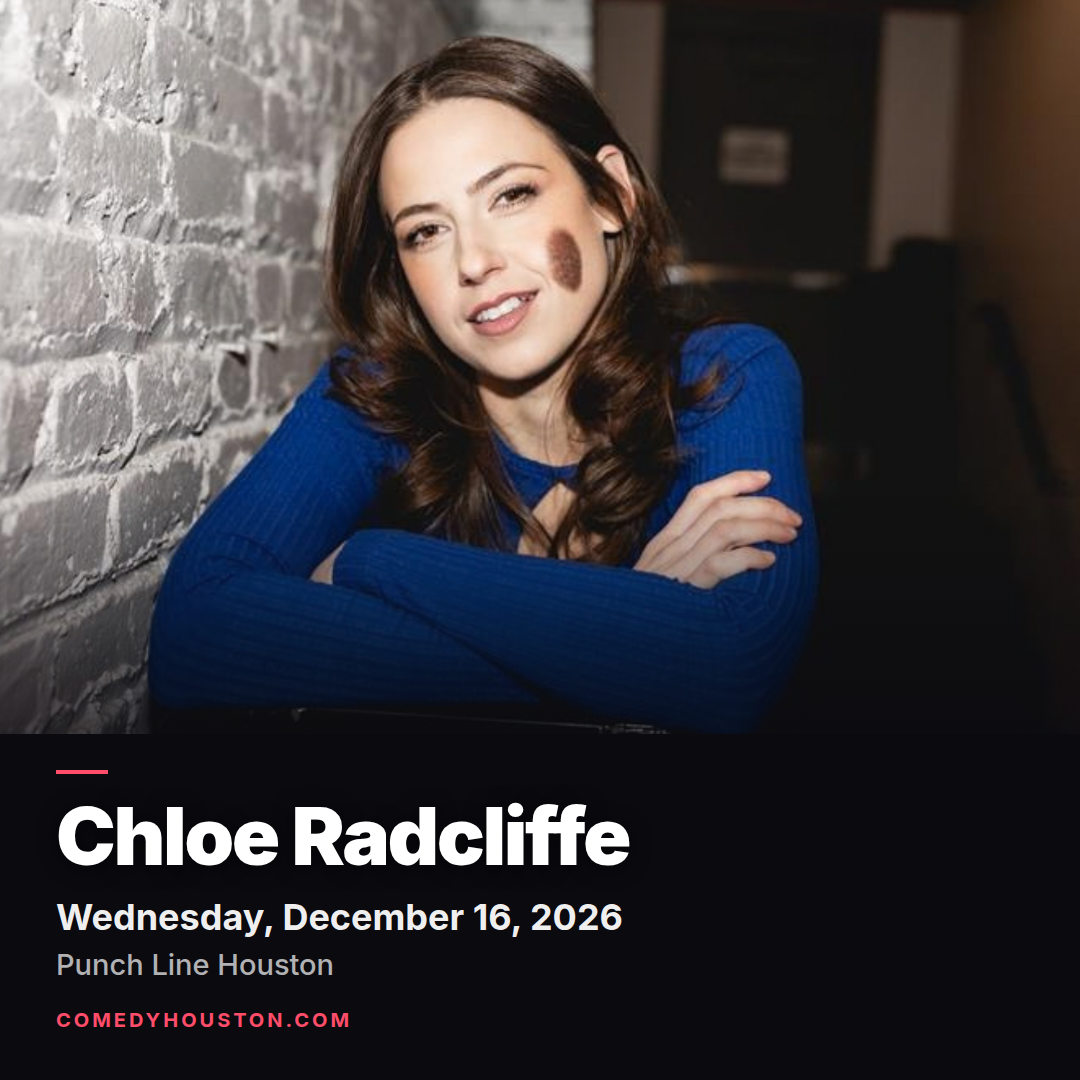 Chloe Radcliffe
Wednesday, December 16, 2026
Punch Line Houston
COMEDYHOUSTON.COM